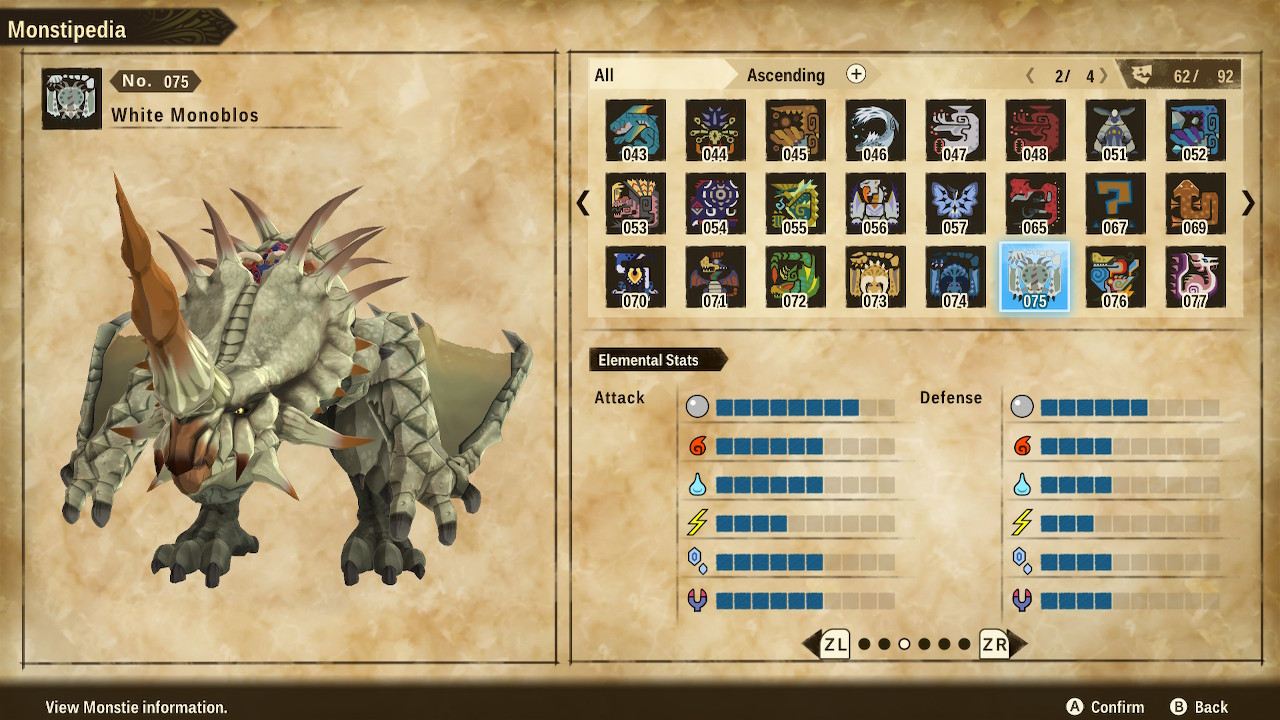 Monstipedia
No. 075
White Monoblos
All
Ascending
2/ 4
62/ 92
043 044 045 046 047 048 051 052
053 054 055 056 057 065 067 069
070 071 072 073 074 075 076 077
Elemental Stats
Attack
Defense
ZL
ZR
View Monstie information.
A Confirm
B Back